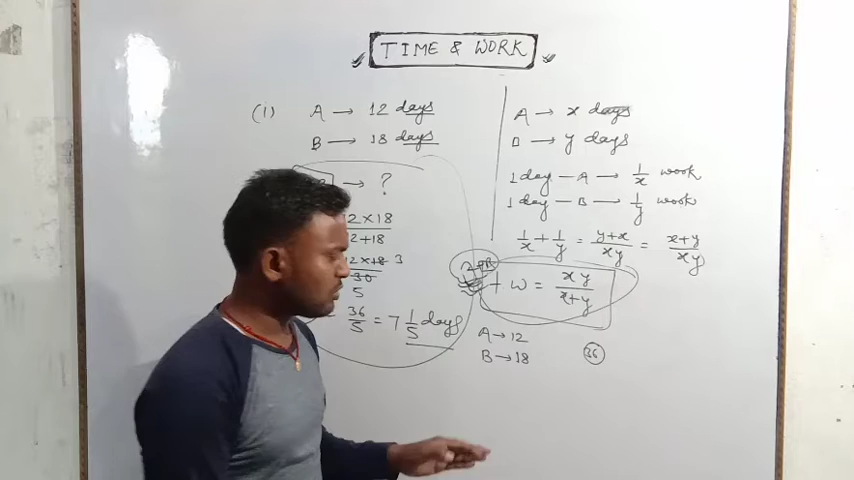 TIME & WORK
(1) A → 12 days
B → 18 days
→ ?
2×18
2+18
2×18 3
30
5
36/5 = 7 1/5 days
A → x days
B → y days
1 day – A → 1/x work
1 day – B → 1/y work
1/x + 1/y = y+x/xy = x+y/xy
+ W = xy/x+y
A → 12
B → 18
36